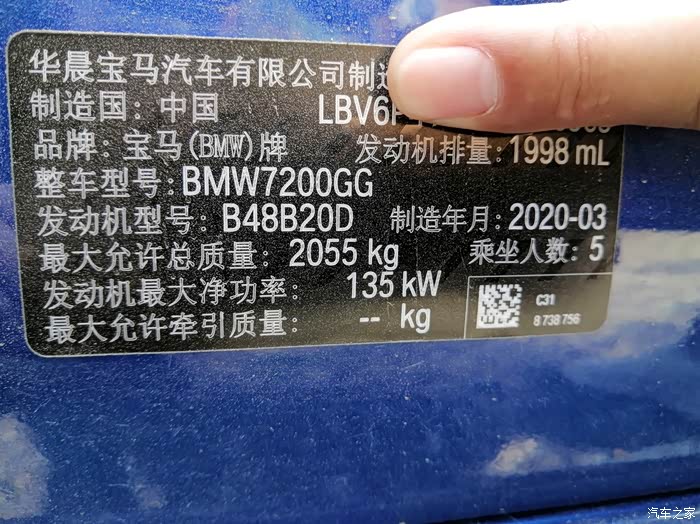 华晨宝马汽车有限公司制造
制造国：中国 LBV6
品牌：宝马(BMW)牌 发动机排量：1998 mL
整车型号：BMW7200GG
发动机型号：B48B20D 制造年月：2020-03
最大允许总质量：2055 kg 乘坐人数：5
发动机最大净功率：135 kW
最大允许牵引质量：-- kg
C31
8 738 756
汽车之家